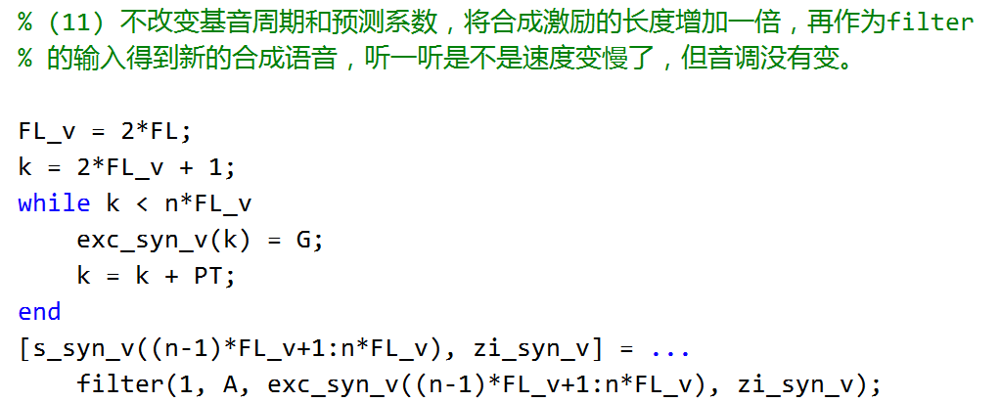 % (11) 不改变基音周期和预测系数，将合成激励的长度增加一倍，再作为filter
% 的输入得到新的合成语音，听一听是不是速度变慢了，但音调没有变。
FL_v = 2*FL;
k = 2*FL_v + 1;
while k < n*FL_v
    exc_syn_v(k) = G;
    k = k + PT;
end
[s_syn_v((n-1)*FL_v+1:n*FL_v), zi_syn_v] = ...
    filter(1, A, exc_syn_v((n-1)*FL_v+1:n*FL_v), zi_syn_v);